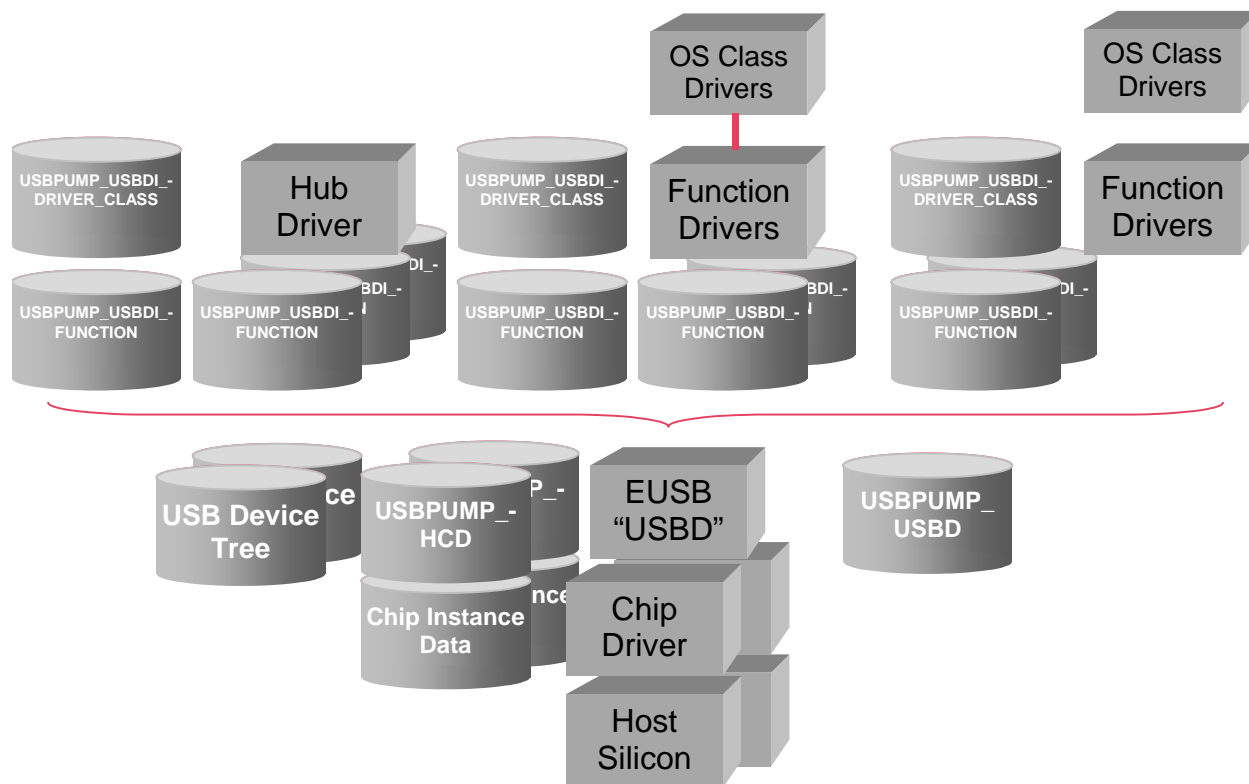 OS Class
Drivers
OS Class
Drivers
USBPUMP_USBDI_-
DRIVER_CLASS
Hub
Driver
USBPUMP_USBDI_-
DRIVER_CLASS
Function
Drivers
USBPUMP_USBDI_-
DRIVER_CLASS
Function
Drivers
USBPUMP_USBDI_-
FUNCTION
USBPUMP_USBDI_-
FUNCTION
USBPUMP_USBDI_-
FUNCTION
USBPUMP_USBDI_-
FUNCTION
USBPUMP_USBDI_-
FUNCTION
USB Device
Tree
USBPUMP_-
HCD
EUSB
“USBD”
USBPUMP_
USBD
Chip Instance
Data
Chip
Driver
Host
Silicon